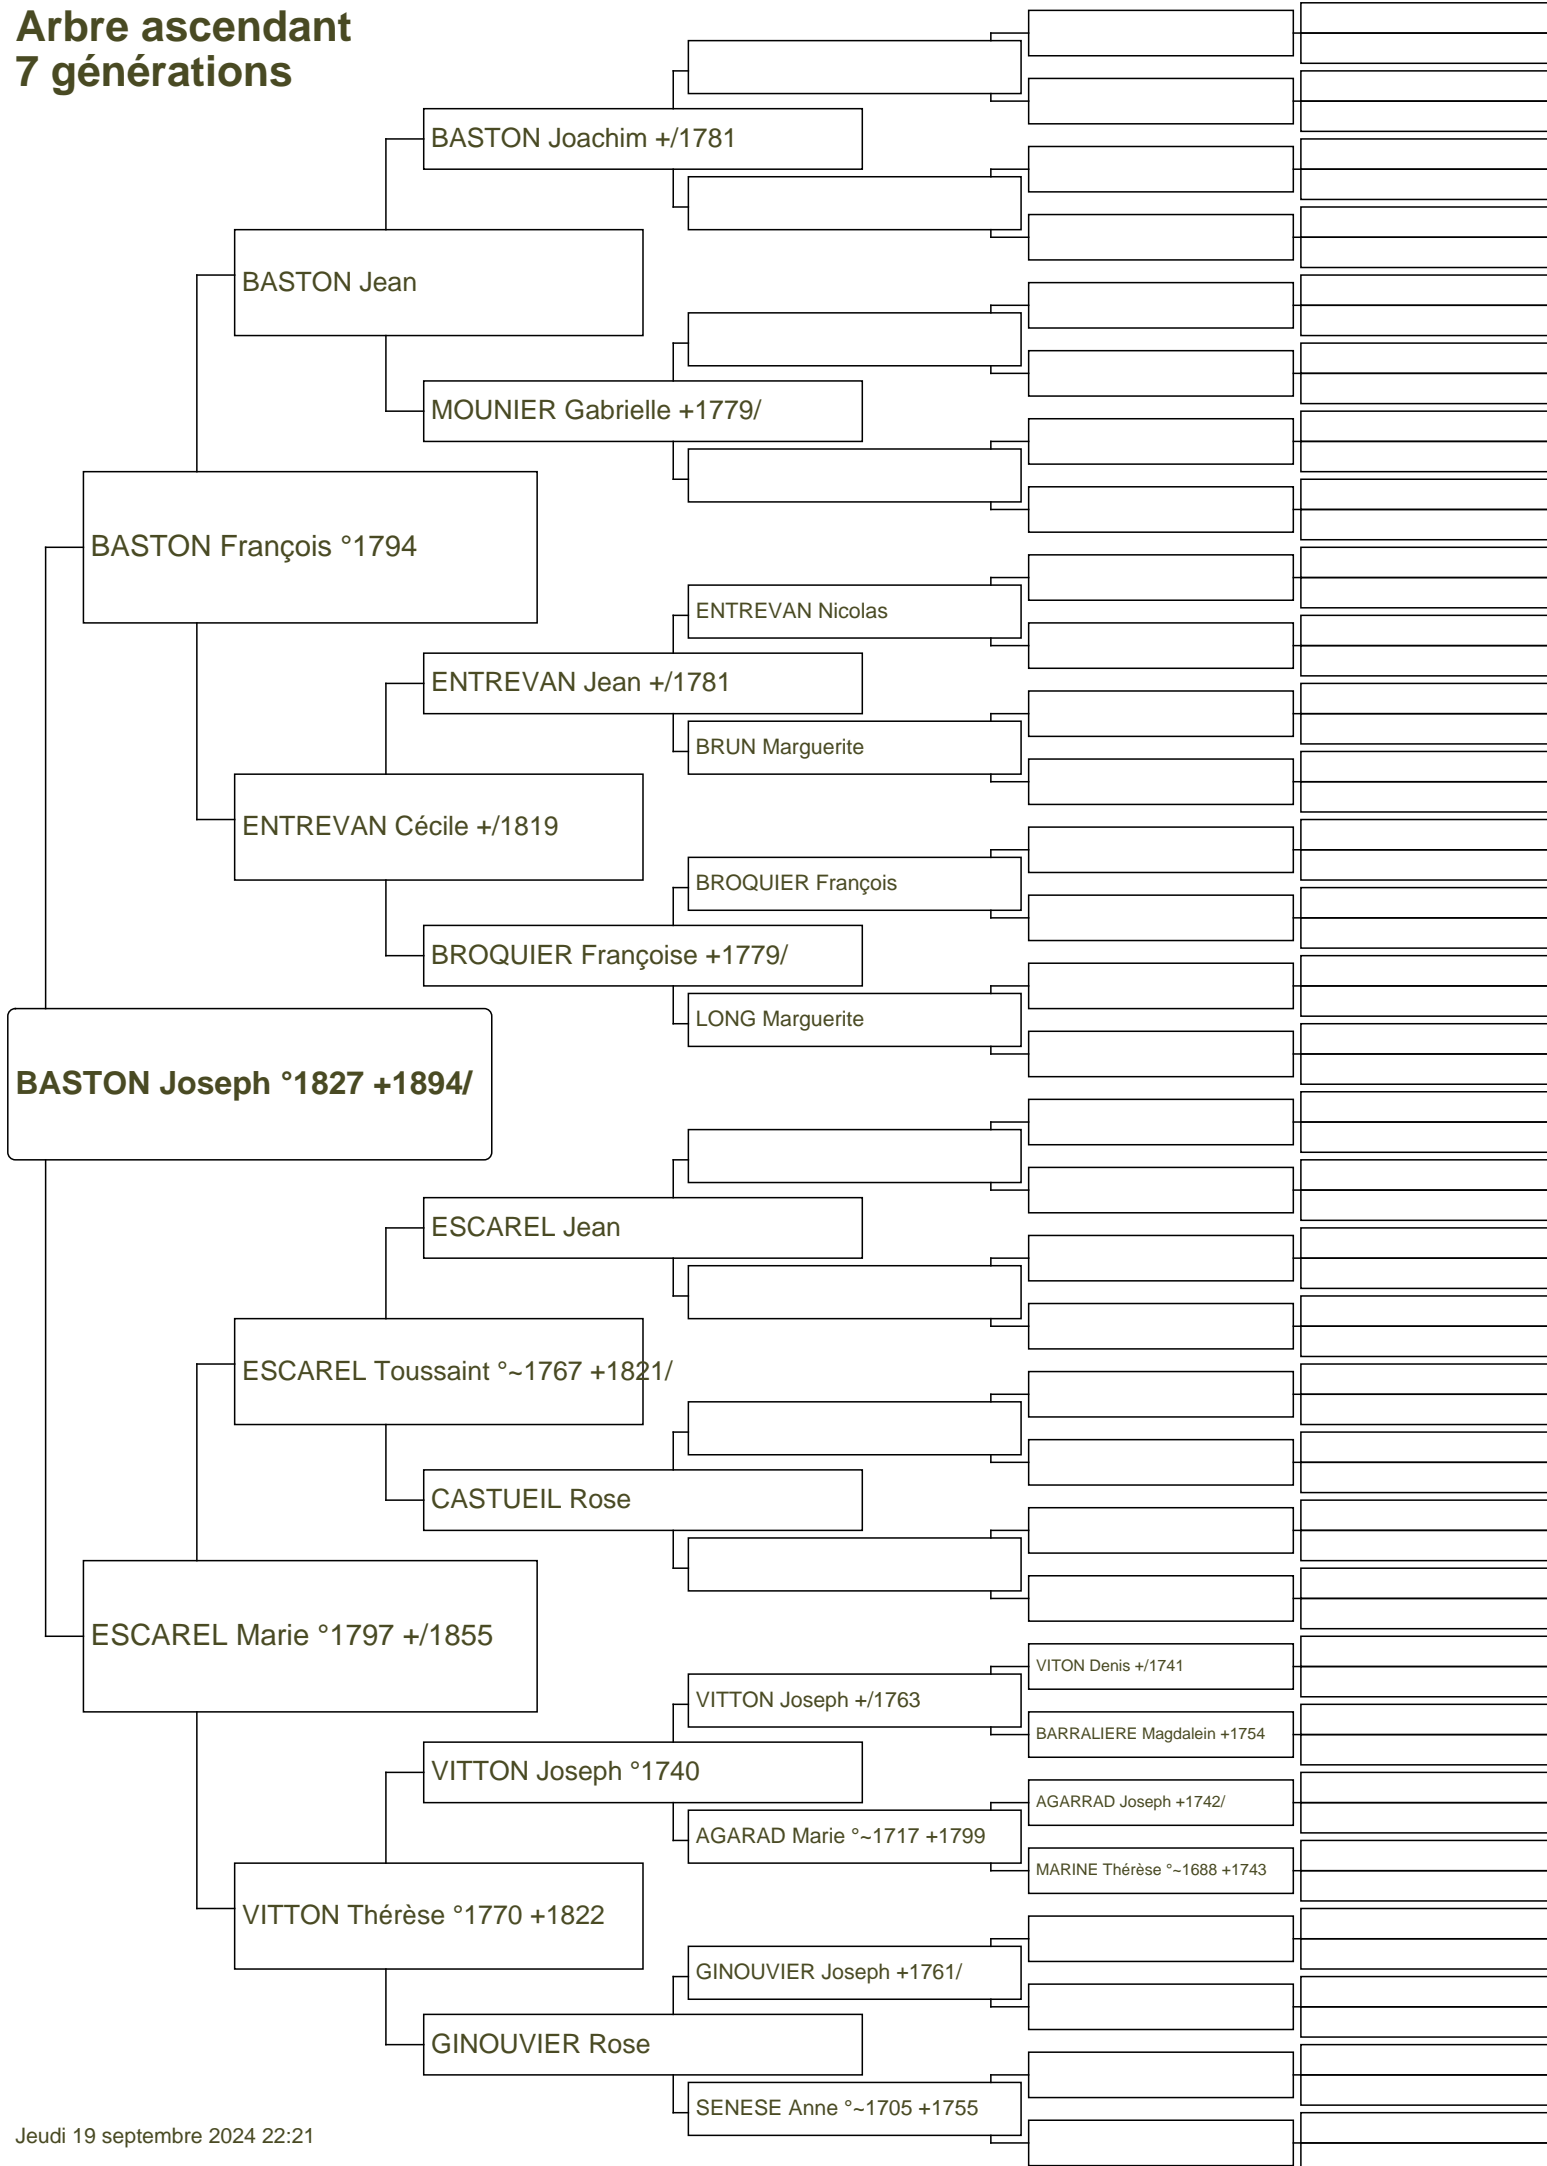 Arbre ascendant
7 générations
BASTON Joachim +/1781
BASTON Jean
MOUNIER Gabrielle +1779/
BASTON François °1794
ENTREVAN Nicolas
ENTREVAN Jean +/1781
BRUN Marguerite
ENTREVAN Cécile +/1819
BROQUIER François
BROQUIER Françoise +1779/
LONG Marguerite
BASTON Joseph °1827 +1894/
ESCAREL Jean
ESCAREL Toussaint °~1767 +1821/
CASTUEIL Rose
ESCAREL Marie °1797 +/1855
VITON Denis +/1741
VITTON Joseph +/1763
BARRALIERE Magdalein +1754
VITTON Joseph °1740
AGARRAD Joseph +1742/
AGARAD Marie °~1717 +1799
MARINE Thérèse °~1688 +1743
VITTON Thérèse °1770 +1822
GINOUVIER Joseph +1761/
GINOUVIER Rose
SENESE Anne °~1705 +1755
Jeudi 19 septembre 2024 22:21